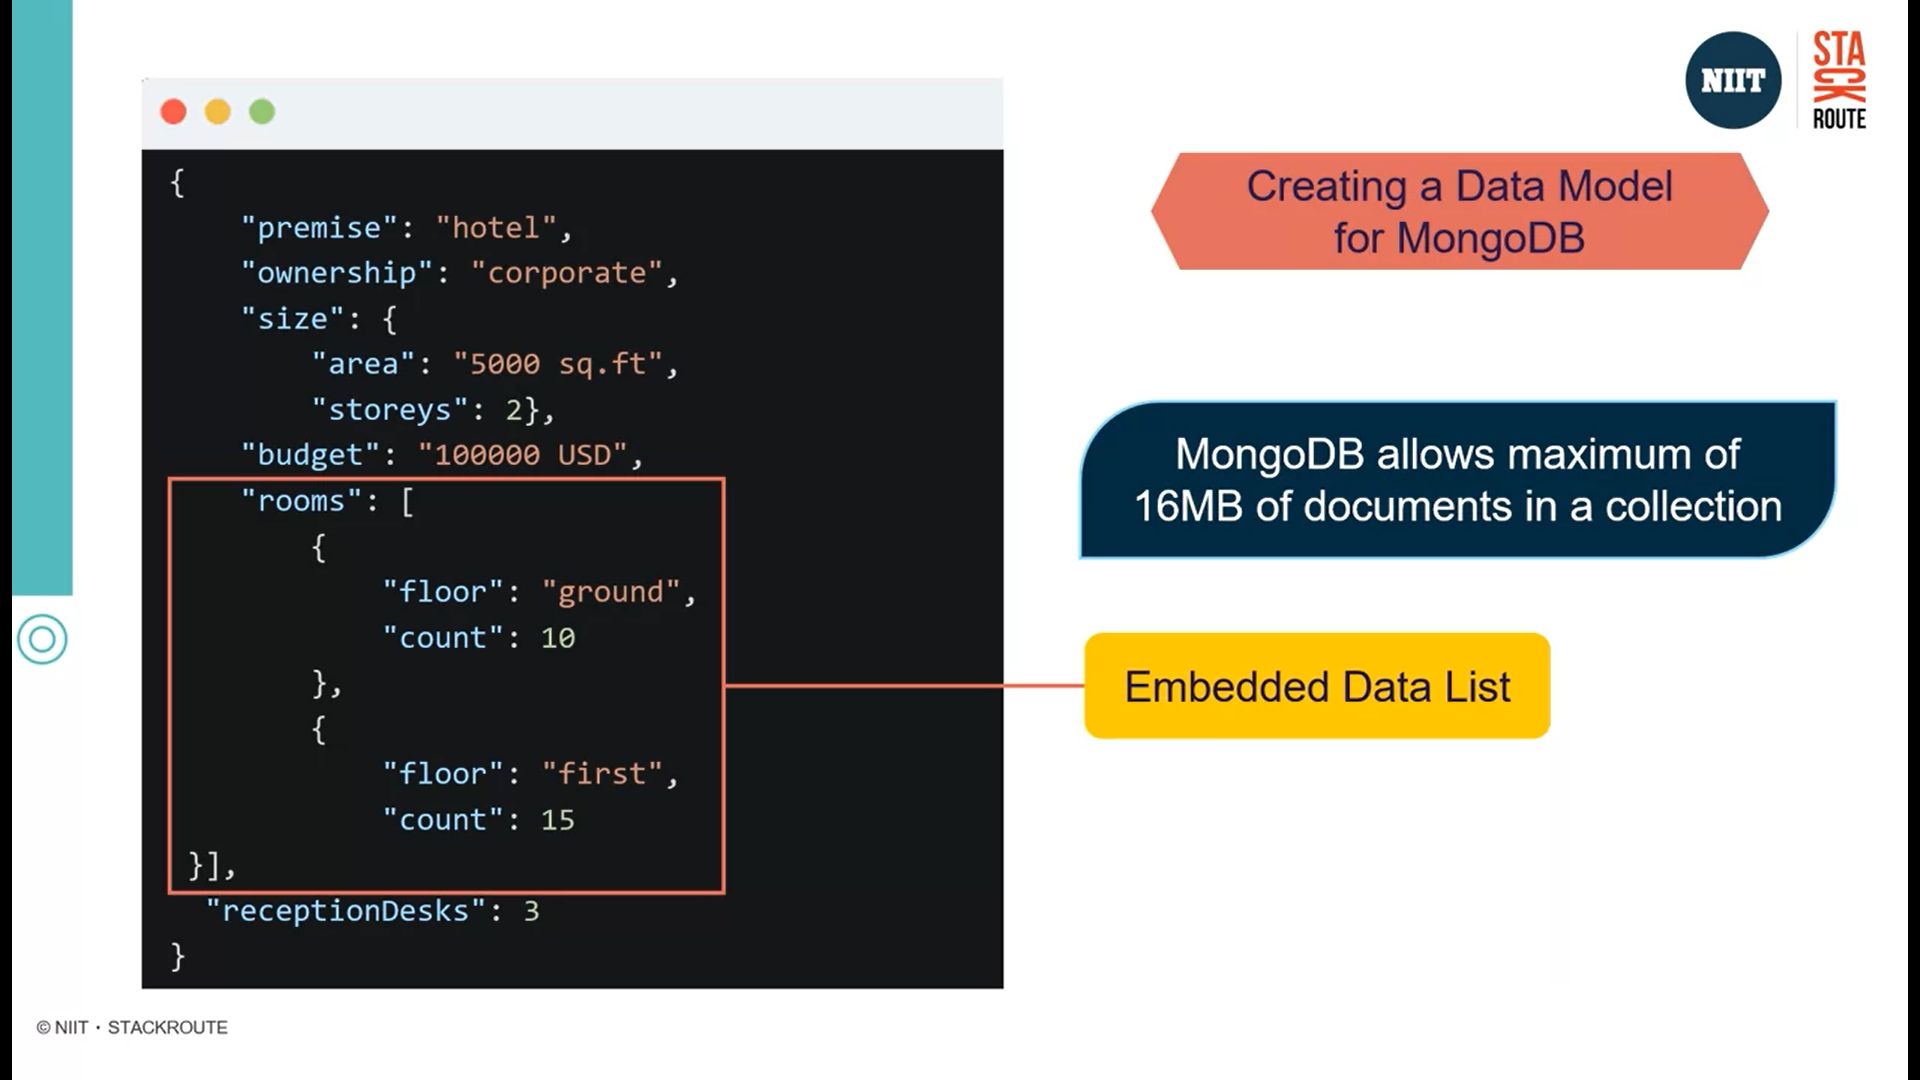 NIIT
STA
CK
ROUTE
{
"premise": "hotel",
"ownership": "corporate",
"size": {
"area": "5000 sq.ft",
"storeys": 2},
"budget": "100000 USD",
"rooms": [
{
"floor": "ground",
"count": 10
},
{
"floor": "first",
"count": 15
}],
"receptionDesks": 3
}
Creating a Data Model
for MongoDB
MongoDB allows maximum of
16MB of documents in a collection
Embedded Data List
© NIIT · STACKROUTE